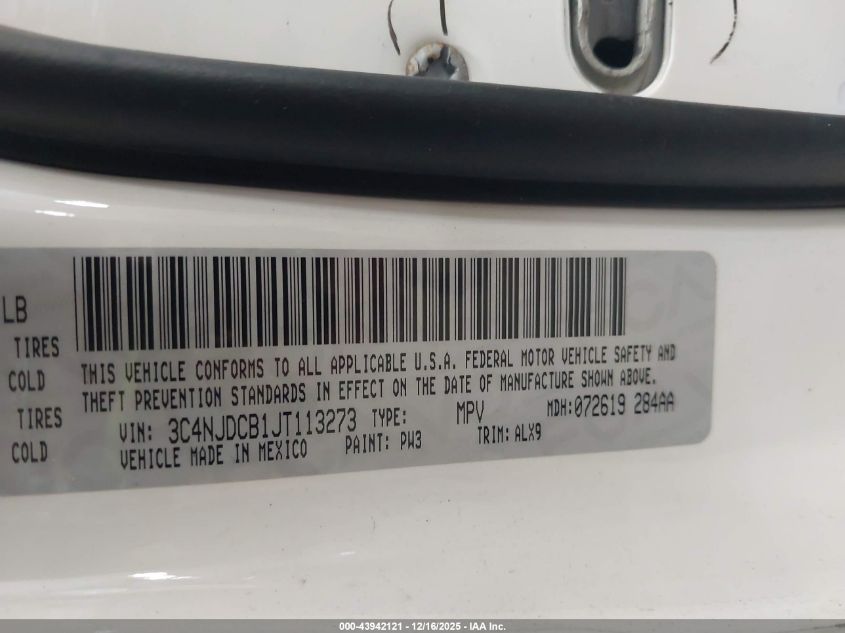 LB
TIRES
COLD
TIRES
COLD
THIS VEHICLE CONFORMS TO ALL APPLICABLE U.S.A. FEDERAL MOTOR VEHICLE SAFETY AND
THEFT PREVENTION STANDARDS IN EFFECT ON THE DATE OF MANUFACTURE SHOWN ABOVE.
VIN: 3C4NJDCB1JT113273 TYPE: MPV MDH:072619 284AA
VEHICLE MADE IN MEXICO PAINT: PW3 TRIM:ALX9
000-43942121 - 12/16/2025 - IAA Inc.